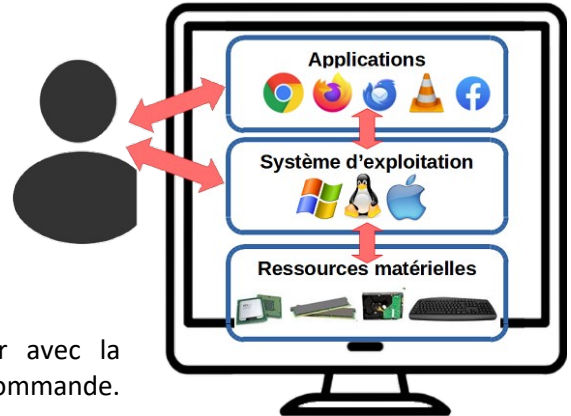 Applications
Système d'exploitation
Ressources matérielles
r avec la
ommande.